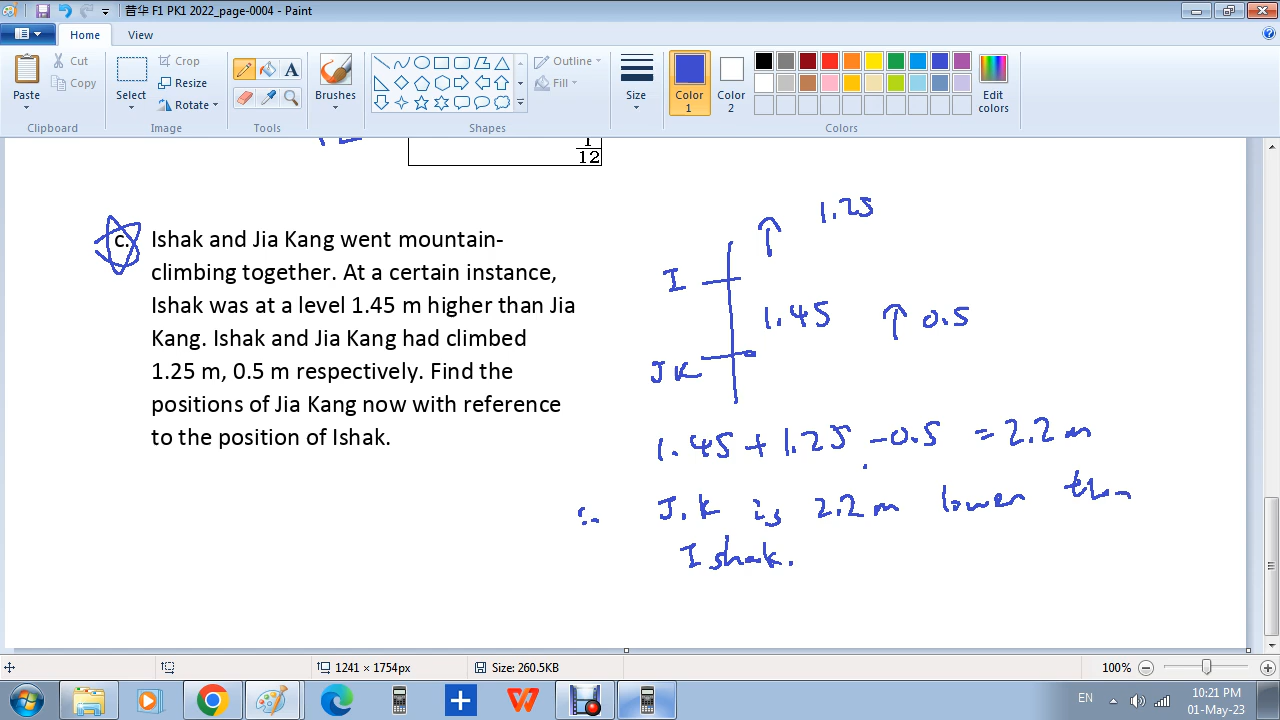 普华 F1 PK1 2022_page-0004 - Paint
Home
View
Paste
Cut
Copy
Clipboard
Select
Crop
Resize
Rotate
Image
Tools
Brushes
Shapes
Outline
Fill
Size
Color 1
Color 2
Colors
Edit colors
12
1
12
c. Ishak and Jia Kang went mountain-
climbing together. At a certain instance,
Ishak was at a level 1.45 m higher than Jia
Kang. Ishak and Jia Kang had climbed
1.25 m, 0.5 m respectively. Find the
positions of Jia Kang now with reference
to the position of Ishak.
↑ 1.25
I
1.45 ↑ 0.5
JK
1.45 + 1.25 - 0.5 = 2.2 m
∴ J.K is 2.2 m lower than
Ishak.
1241 × 1754px
Size: 260.5KB
100%
EN
10:21 PM
01-May-23